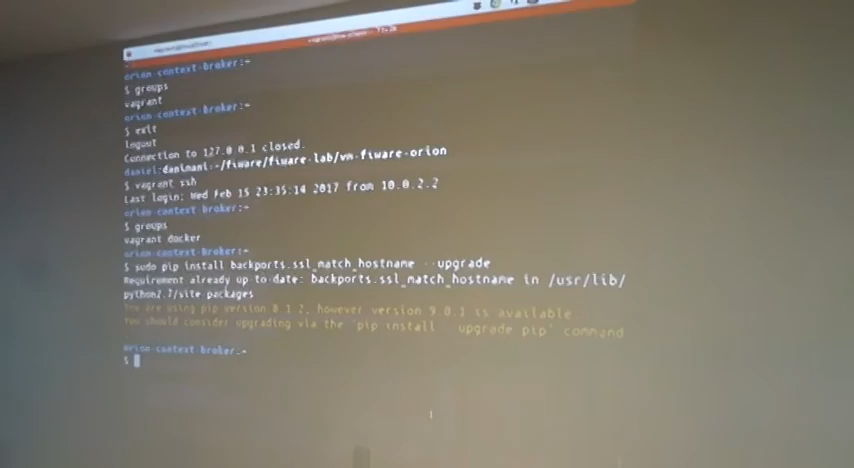 orion-context-broker:~
$ groups
vagrant
orion-context-broker:~
$ exit
logout
Connection to 127.0.0.1 closed.
daniel:danimani:~/fiware/fiware-lab/vm-fiware-orion
$ vagrant ssh
Last login: Wed Feb 15 23:35:14 2017 from 10.0.2.2
orion-context-broker:~
$ groups
vagrant docker
orion-context-broker:~
$ sudo pip install backports.ssl_match_hostname --upgrade
Requirement already up-to-date: backports.ssl_match_hostname in /usr/lib/
python2.7/site-packages
You are using pip version 8.1.2, however version 9.0.1 is available.
You should consider upgrading via the 'pip install --upgrade pip' command
orion-context-broker:~
$